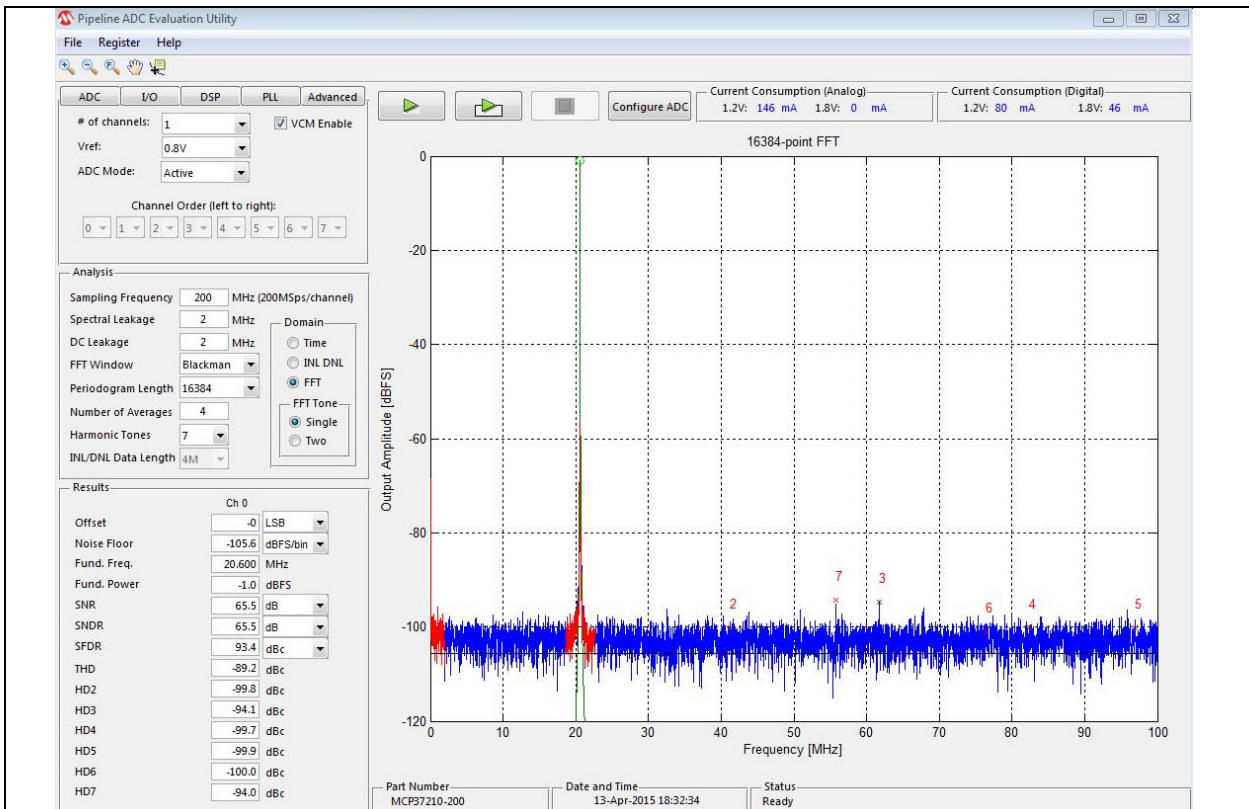 Pipeline ADC Evaluation Utility
File Register Help
ADC I/O DSP PLL Advanced
# of channels: 1 VCM Enable
Vref: 0.8V
ADC Mode: Active
Channel Order (left to right):
0 1 2 3 4 5 6 7
Configure ADC
Current Consumption (Analog)
1.2V: 146 mA 1.8V: 0 mA
Current Consumption (Digital)
1.2V: 80 mA 1.8V: 46 mA
Analysis
Sampling Frequency 200 MHz (200MSps/channel)
Spectral Leakage 2 MHz
DC Leakage 2 MHz
FFT Window Blackman
Periodogram Length 16384
Number of Averages 4
Harmonic Tones 7
INL/DNL Data Length 4M
Domain
Time
INL DNL
FFT
FFT Tone
Single
Two
Results
Ch 0
Offset -0 LSB
Noise Floor -105.6 dBFS/bin
Fund. Freq. 20.600 MHz
Fund. Power -1.0 dBFS
SNR 65.5 dB
SNDR 65.5 dB
SFDR 93.4 dBc
THD -89.2 dBc
HD2 -99.8 dBc
HD3 -94.1 dBc
HD4 -99.7 dBc
HD5 -99.9 dBc
HD6 -100.0 dBc
HD7 -94.0 dBc
16384-point FFT
Output Amplitude [dBFS]
0
-20
-40
-60
-80
-100
-120
2 7 3 6 4 5
0 10 20 30 40 50 60 70 80 90 100
Frequency [MHz]
Part Number
MCP37210-200
Date and Time
13-Apr-2015 18:32:34
Status
Ready